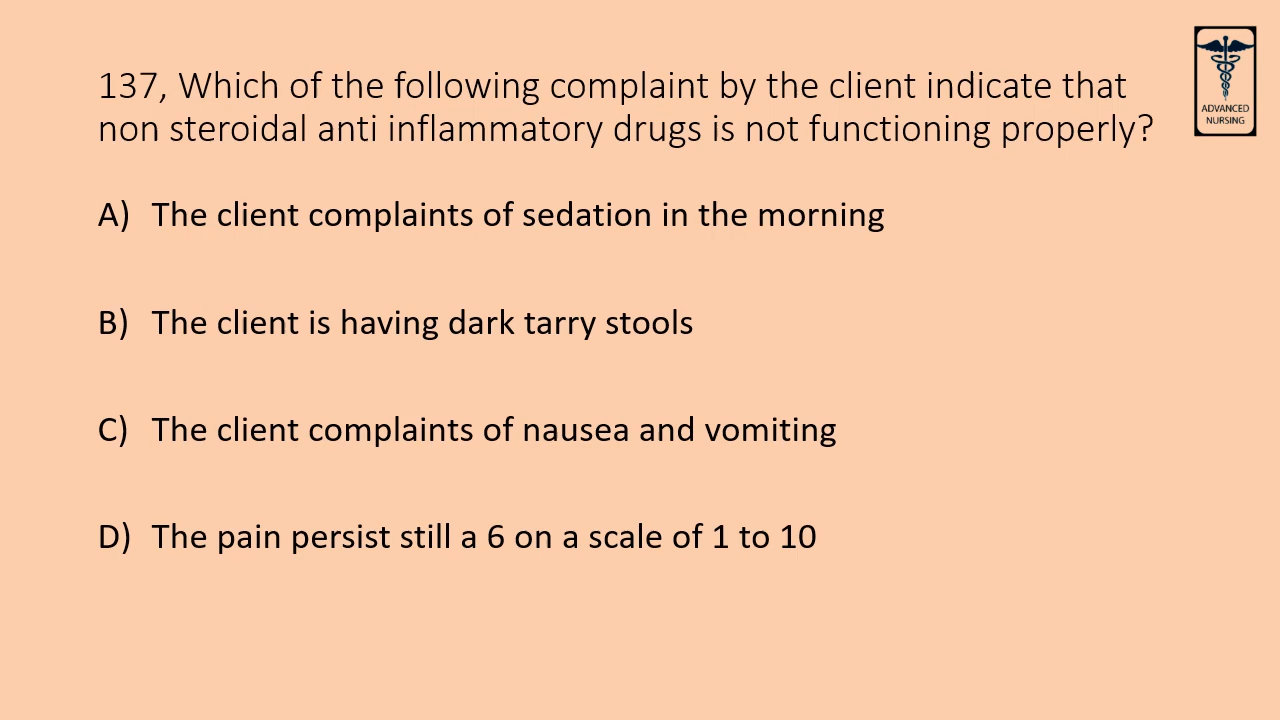 137, Which of the following complaint by the client indicate that
non steroidal anti inflammatory drugs is not functioning properly?
ADVANCED
NURSING
A) The client complaints of sedation in the morning
B) The client is having dark tarry stools
C) The client complaints of nausea and vomiting
D) The pain persist still a 6 on a scale of 1 to 10